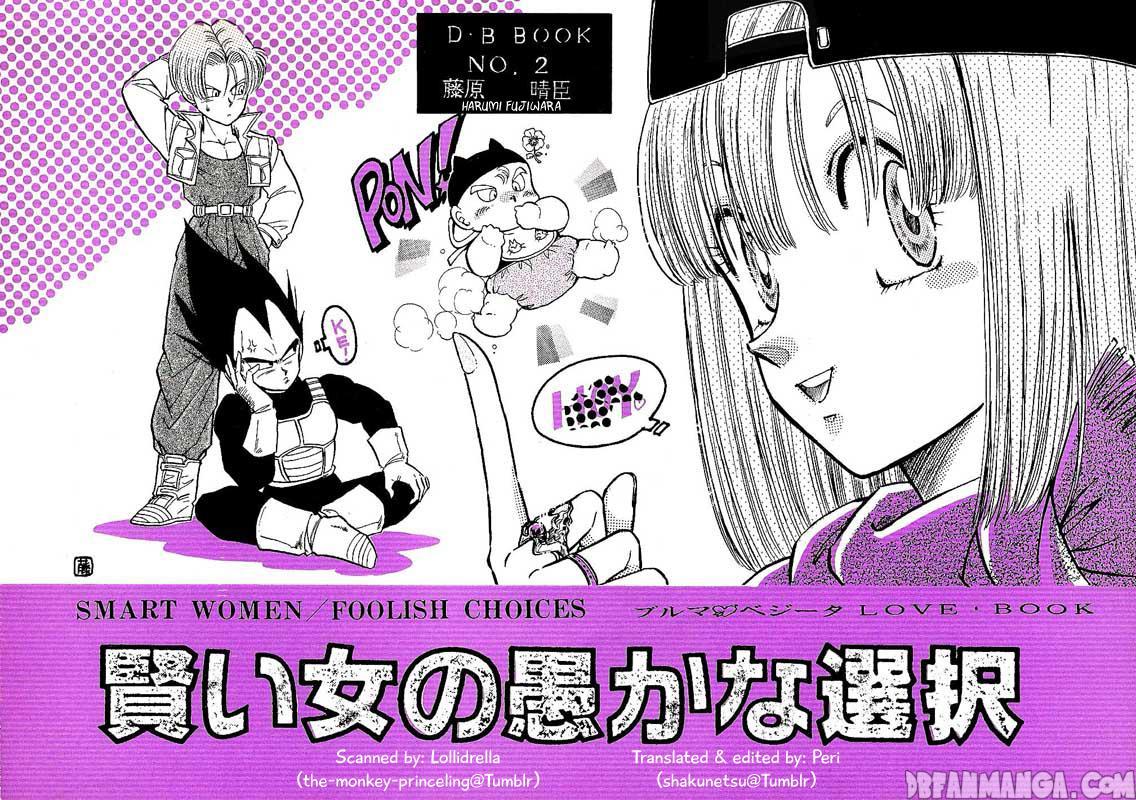 D・B BOOK
NO. 2
藤原 晴臣
HARUMI FUJIWARA
PON!
KE!
藤
SMART WOMEN/FOOLISH CHOICES
ブルマ♡ベジータ LOVE・BOOK
賢い女の愚かな選択
Scanned by: Lollidrella
(the-monkey-princeling@Tumblr)
Translated & edited by: Peri
(shakunetsu@Tumblr)
DBFANMANGA.COM